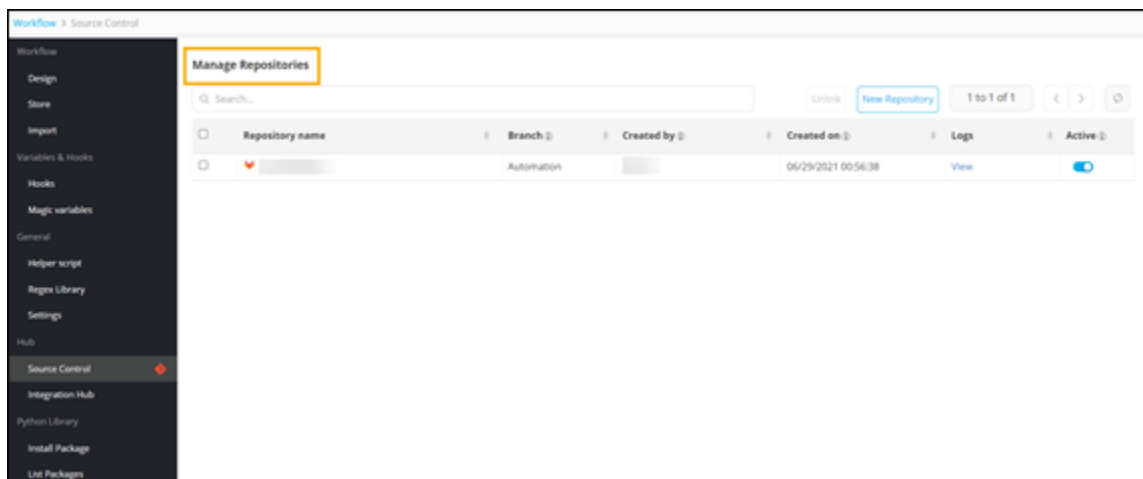 Workflow > Source Control
Workflow
Design
Store
Import
Variables & Hooks
Hooks
Magic variables
General
Helper script
Regex Library
Settings
Hub
Source Control
Integration Hub
Python Library
Install Package
List Packages
Manage Repositories
Search...
Unlink New Repository 1 to 1 of 1
Repository name Branch Created by Created on Logs Active
Automation 06/29/2021 00:56:38 View